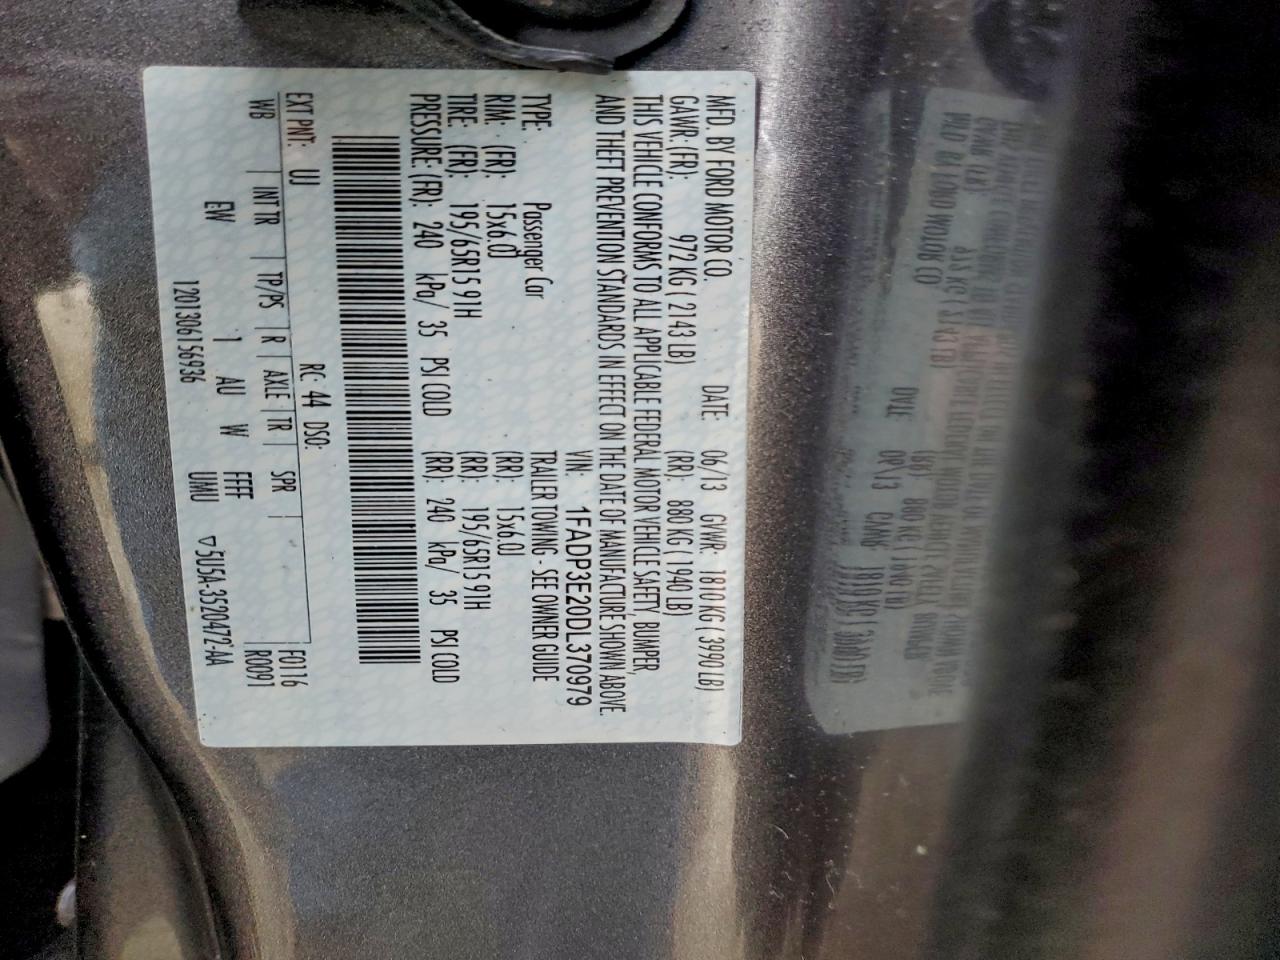 MFD. BY FORD MOTOR CO. DATE: 06/13 GVWR: 1810 KG ( 3990 LB)
GAWR: (FR): 972 KG ( 2143 LB) (RR): 880 KG ( 1940 LB)
THIS VEHICLE CONFORMS TO ALL APPLICABLE FEDERAL MOTOR VEHICLE SAFETY, BUMPER,
AND THEFT PREVENTION STANDARDS IN EFFECT ON THE DATE OF MANUFACTURE SHOWN ABOVE.
VIN: 1FADP3E20DL370979
TYPE: Passenger Car TRAILER TOWING - SEE OWNER GUIDE
RIM: (FR): 15x6.0J (RR): 15x6.0J
TIRE: (FR): 195/65R15 91H (RR): 195/65R15 91H
PRESSURE: (FR): 240 kPa/ 35 PSI COLD (RR): 240 kPa/ 35 PSI COLD
RC: 44 DSO:
EXT PNT: UJ F0116
WB INT TR TP/PS R AXLE TR SPR R0091
EW 1 AU W FFFF
120130615 6936 UMU ▽5U5A-3520472-AA